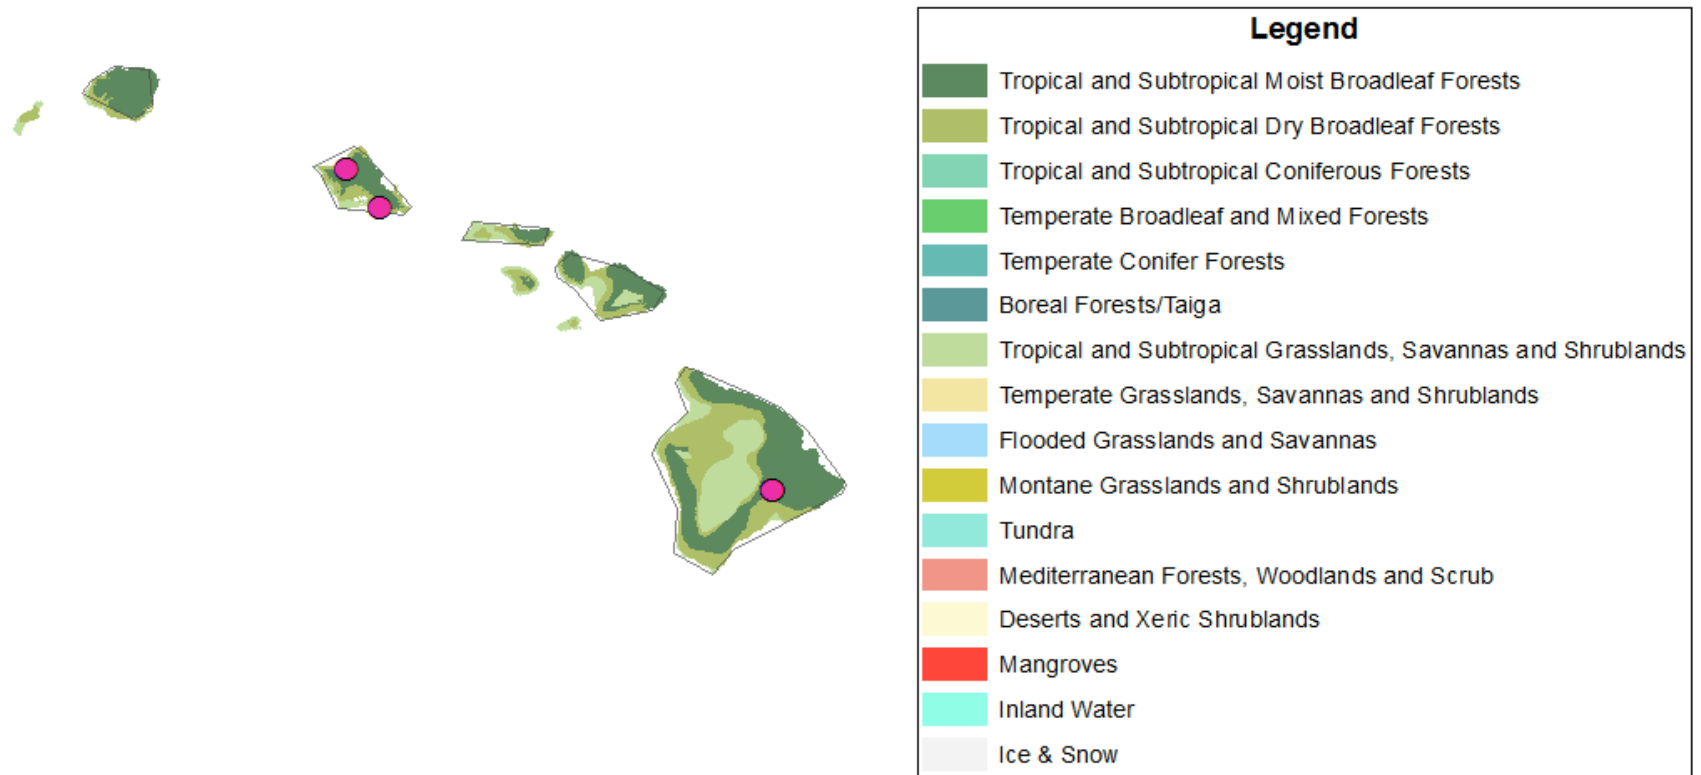 Legend
Tropical and Subtropical Moist Broadleaf Forests
Tropical and Subtropical Dry Broadleaf Forests
Tropical and Subtropical Coniferous Forests
Temperate Broadleaf and Mixed Forests
Temperate Conifer Forests
Boreal Forests/Taiga
Tropical and Subtropical Grasslands, Savannas and Shrublands
Temperate Grasslands, Savannas and Shrublands
Flooded Grasslands and Savannas
Montane Grasslands and Shrublands
Tundra
Mediterranean Forests, Woodlands and Scrub
Deserts and Xeric Shrublands
Mangroves
Inland Water
Ice & Snow